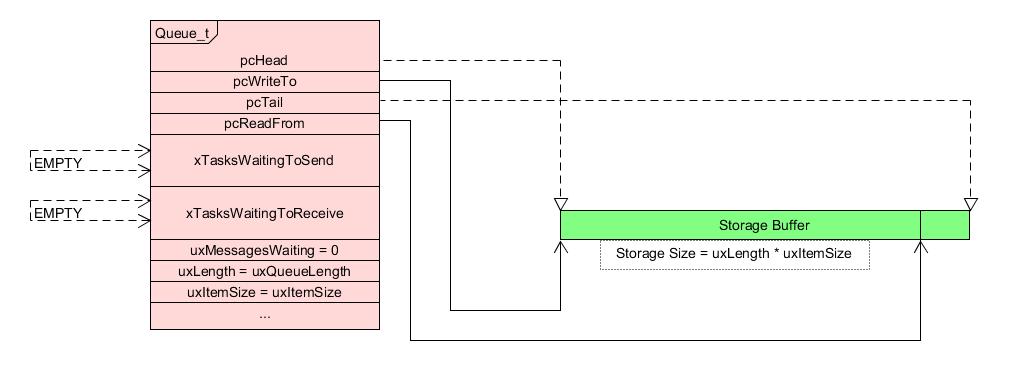 Queue_t
pcHead
pcWriteTo
pcTail
pcReadFrom
EMPTY
xTasksWaitingToSend
EMPTY
xTasksWaitingToReceive
uxMessagesWaiting = 0
uxLength = uxQueueLength
uxItemSize = uxItemSize
...
Storage Buffer
Storage Size = uxLength * uxItemSize